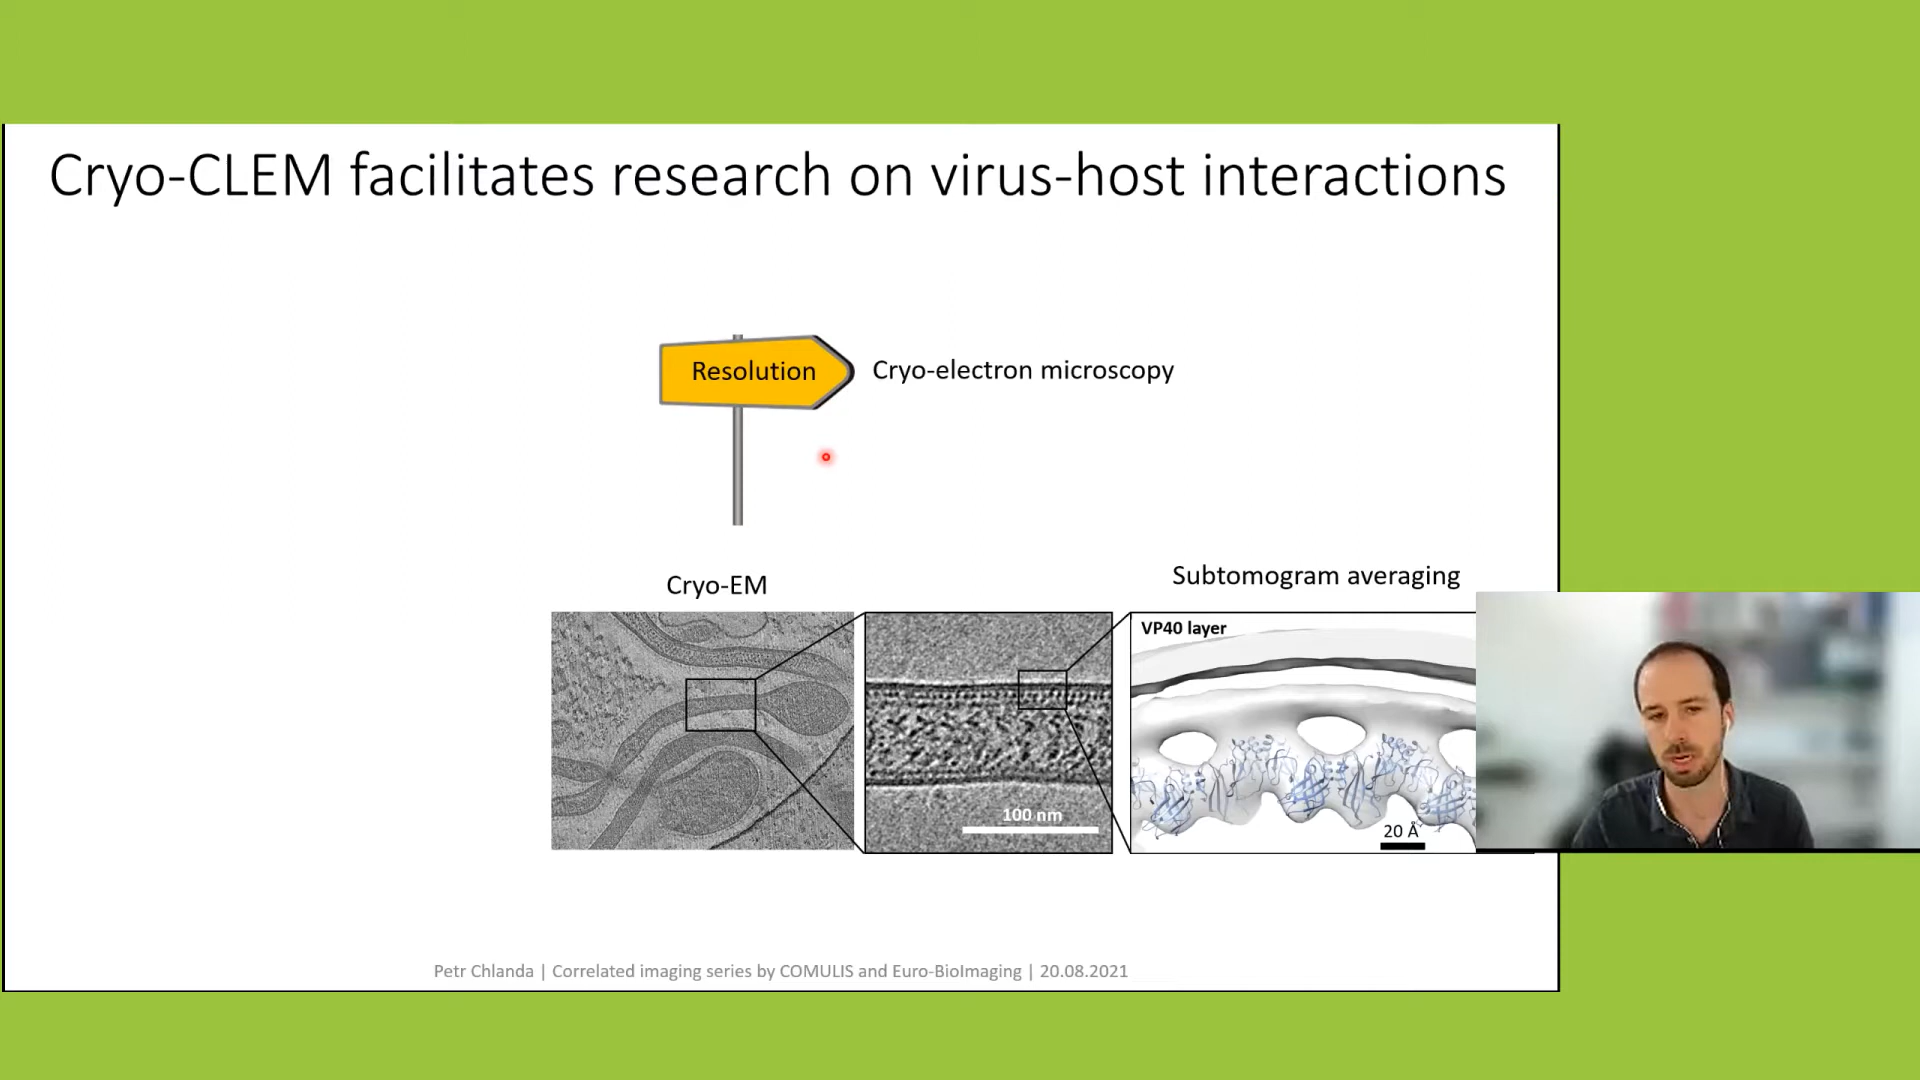 Cryo-CLEM facilitates research on virus-host interactions
Resolution
Cryo-electron microscopy
Cryo-EM
Subtomogram averaging
VP40 layer
100 nm
20 Å
Petr Chlanda | Correlated imaging series by COMULIS and Euro-BioImaging | 20.08.2021